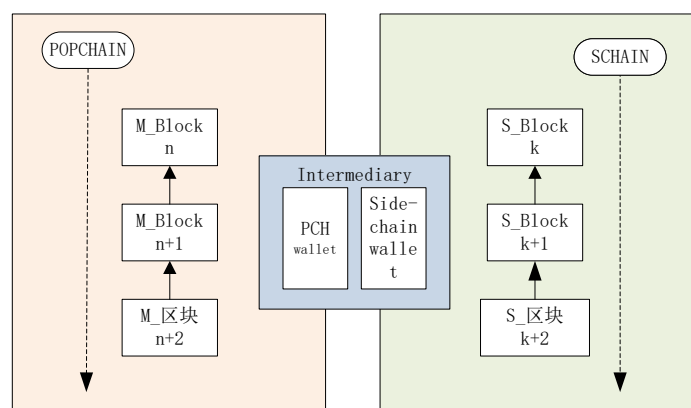 POPCHAIN
M_Block
n
M_Block
n+1
M_区块
n+2
Intermediary
PCH
wallet
Side-
chain
walle
t
SCHAIN
S_Block
k
S_Block
k+1
S_区块
k+2